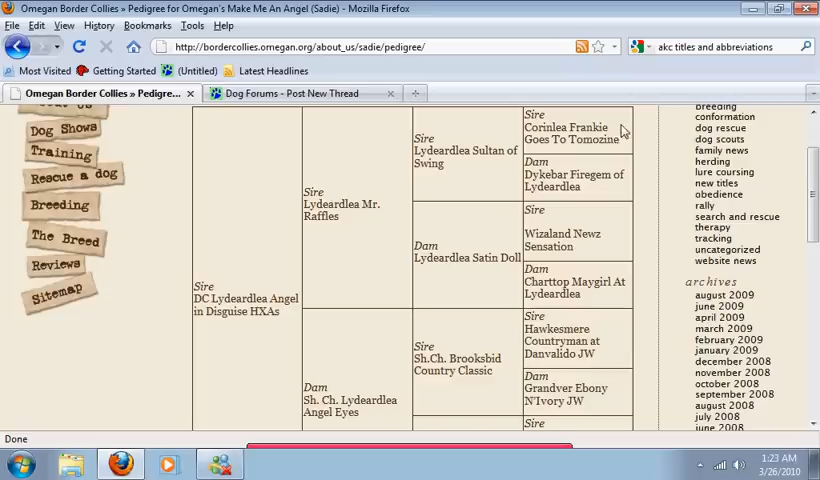 Omegan Border Collies » Pedigree for Omegan's Make Me An Angel (Sadie) - Mozilla Firefox
File Edit View History Bookmarks Tools Help
http://bordercollies.omegan.org/about_us/sadie/pedigree/
akc titles and abbreviations
Most Visited Getting Started (Untitled) Latest Headlines
Omegan Border Collies » Pedigree...
Dog Forums - Post New Thread
Dog Shows
Training
Rescue a dog
Breeding
The Breed
Reviews
Sitemap
Sire
DC Lydeardlea Angel
in Disguise HXAs
Sire
Lydeardlea Mr.
Raffles
Dam
Sh. Ch. Lydeardlea
Angel Eyes
Sire
Lydeardlea Sultan of
Swing
Dam
Lydeardlea Satin Doll
Sire
Sh.Ch. Brooksbid
Country Classic
Sire
Corinlea Frankie
Goes To Tomozine
Dam
Dykebar Firegem of
Lydeardlea
Sire
Wizaland Newz
Sensation
Dam
Charttop Maygirl At
Lydeardlea
Sire
Hawkesmere
Countryman at
Danvalido JW
Dam
Grandver Ebony
N'Ivory JW
Sire
breeding
conformation
dog rescue
dog scouts
family news
herding
lure coursing
new titles
obedience
rally
search and rescue
therapy
tracking
uncategorized
website news
archives
august 2009
june 2009
april 2009
march 2009
february 2009
january 2009
december 2008
november 2008
october 2008
september 2008
august 2008
july 2008
june 2008
Done
1:23 AM
3/26/2010